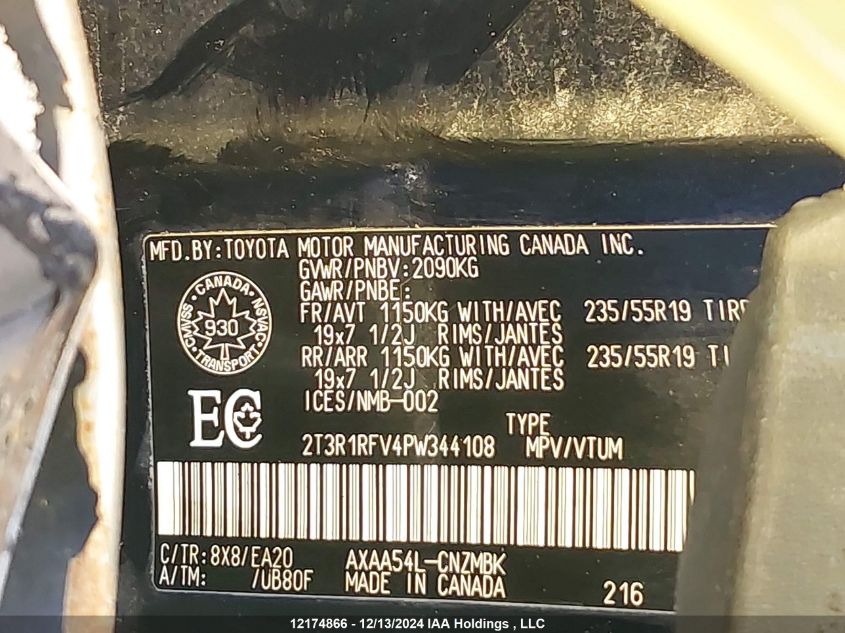 MFD.BY:TOYOTA MOTOR MANUFACTURING CANADA INC.
GVWR/PNBV:2090KG
GAWR/PNBE:
FR/AVT 1150KG WITH/AVEC 235/55R19
19x7 1/2J RIMS/JANTES
RR/ARR 1150KG WITH/AVEC 235/55R19
19x7 1/2J RIMS/JANTES
ICES/NMB-002
CANADA
CMVSS NSVAC
930
TRANSPORT
EC
TYPE
2T3R1RFV4PW344108 MPV/VTUM
C/TR:8X8/EA20 AXAA54L-CNZMBK
A/TM: /UB80F MADE IN CANADA 216
12174866 - 12/13/2024 IAA Holdings , LLC